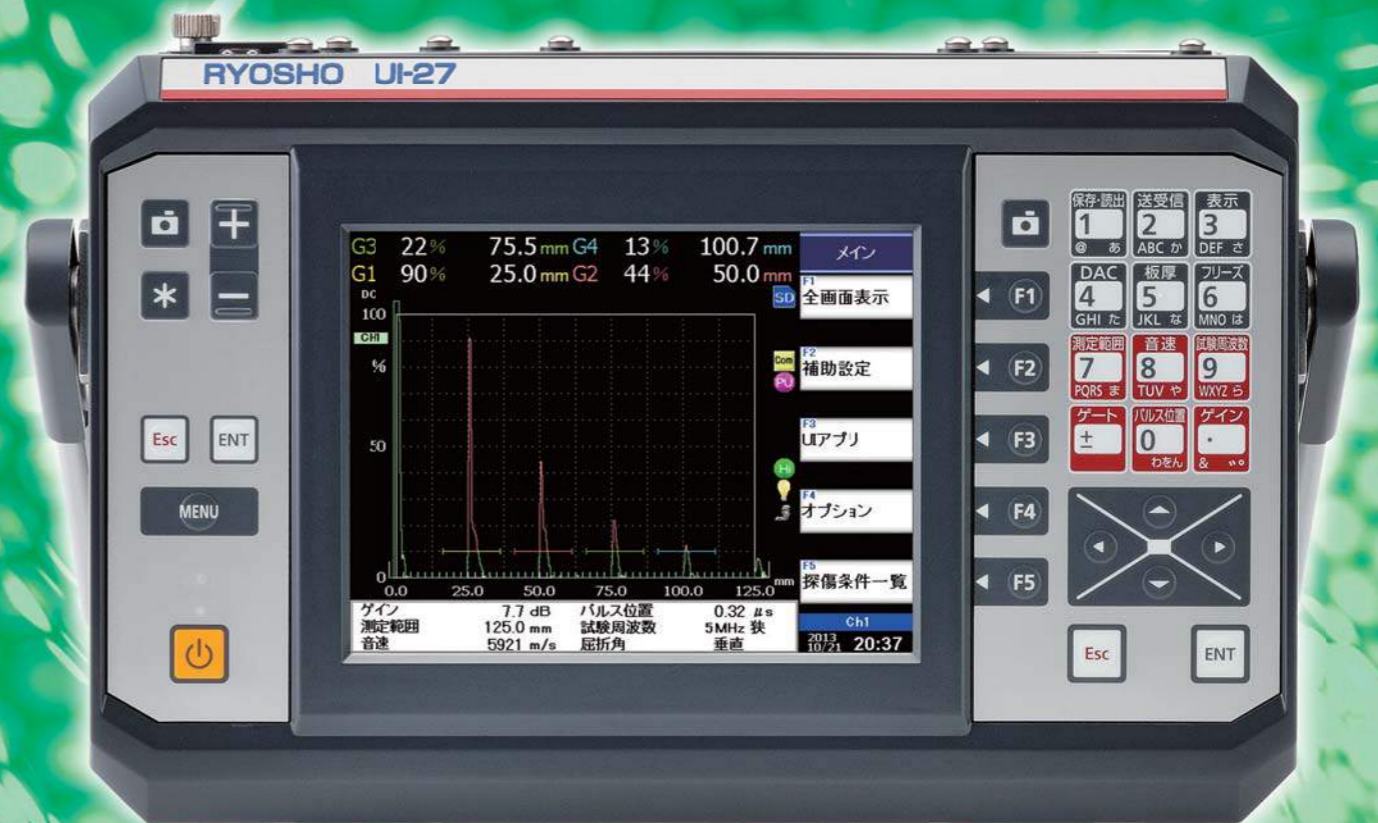 RYOSHO UI-27
G3 22% 75.5 mm G4 13% 100.7 mm
G1 90% 25.0 mm G2 44% 50.0 mm
DC
100
CH1
%
50
0
0.0 25.0 50.0 75.0 100.0 125.0 mm
SD
Com
PU
Hi
ゲイン 7.7 dB パルス位置 0.32 μs
測定範囲 125.0 mm 試験周波数 5MHz 狭
音速 5921 m/s 屈折角 垂直
メイン
F1
全画面表示
F2
補助設定
F3
UIアプリ
F4
オプション
F5
探傷条件一覧
Ch1
2013
10/21 20:37
+
*
−
Esc ENT
MENU
F1
F2
F3
F4
F5
保存・読出 送受信 表示
1 2 3
@ あ ABC か DEF さ
DAC 板厚 フリーズ
4 5 6
GHI た JKL な MNO は
測定範囲 音速 試験周波数
7 8 9
PQRS ま TUV や WXYZ ら
ゲート パルス位置 ゲイン
± 0 ・
わをん & ゛゜
Esc ENT